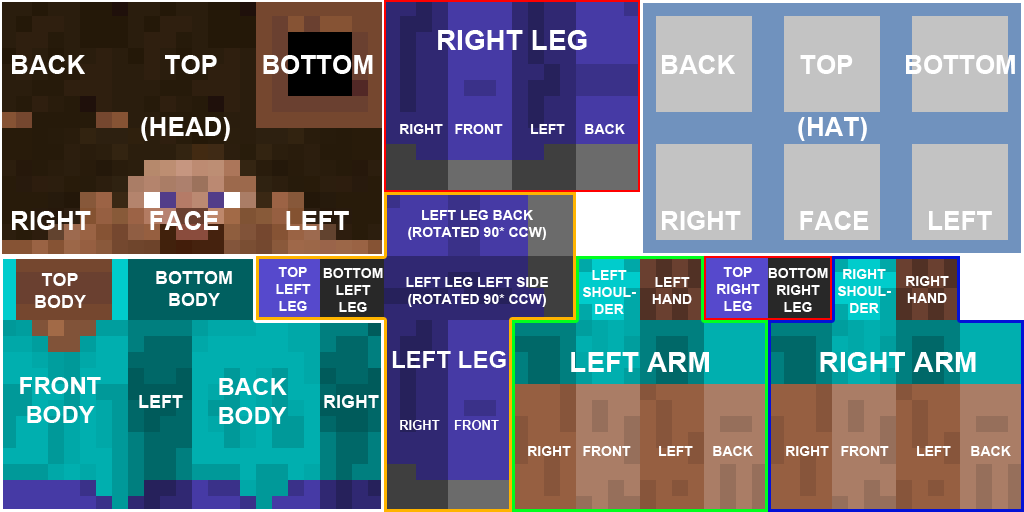 BACK
TOP
BOTTOM
(HEAD)
RIGHT
FACE
LEFT
RIGHT LEG
RIGHT
FRONT
LEFT
BACK
BACK
TOP
BOTTOM
(HAT)
RIGHT
FACE
LEFT
LEFT LEG BACK
(ROTATED 90* CCW)
LEFT LEG LEFT SIDE
(ROTATED 90* CCW)
TOP
BODY
BOTTOM
BODY
TOP
LEFT
LEG
BOTTOM
LEFT
LEG
LEFT
SHOUL-
DER
LEFT
HAND
TOP
RIGHT
LEG
BOTTOM
RIGHT
LEG
RIGHT
SHOUL-
DER
RIGHT
HAND
FRONT
BODY
LEFT
BACK
BODY
RIGHT
LEFT LEG
RIGHT
FRONT
LEFT ARM
RIGHT
FRONT
LEFT
BACK
RIGHT ARM
RIGHT
FRONT
LEFT
BACK